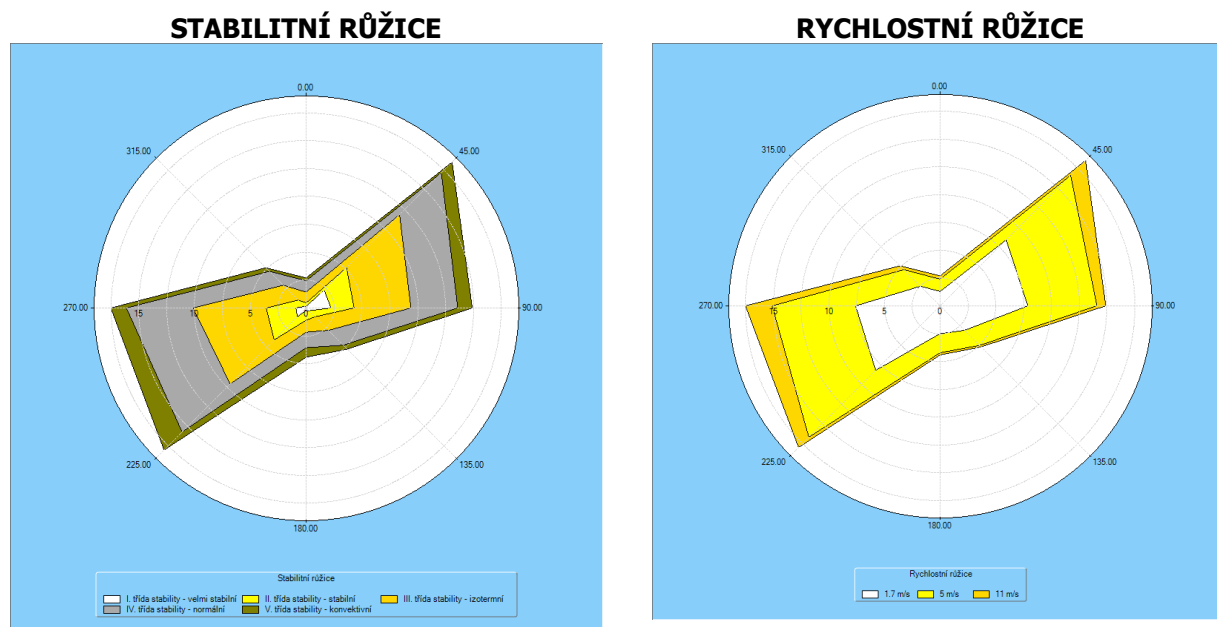 STABILITNÍ RŮŽICE
0.00
315.00
45.00
270.00 15 10 5 0 90.00
225.00
135.00
180.00
Stabilitní růžice
I. třída stability - velmi stabilní II. třída stability - stabilní III. třída stability - izotermní
IV. třída stability - normální V. třída stability - konvektivní
RYCHLOSTNÍ RŮŽICE
0.00
315.00
45.00
270.00 15 10 5 0 90.00
225.00
135.00
180.00
Rychlostní růžice
1.7 m/s 5 m/s 11 m/s